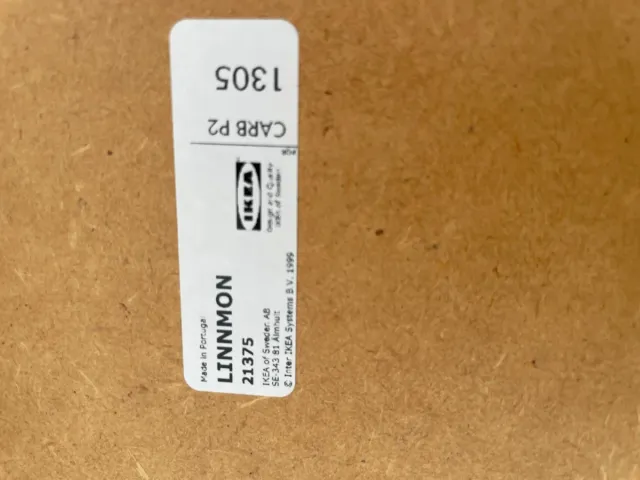 Made in Portugal
LINNMON
21375
IKEA of Sweden AB
SE-343 81 Älmhult
© Inter IKEA Systems B.V. 1999
IKEA
Design and Quality
IKEA of Sweden
CARB P2
1305